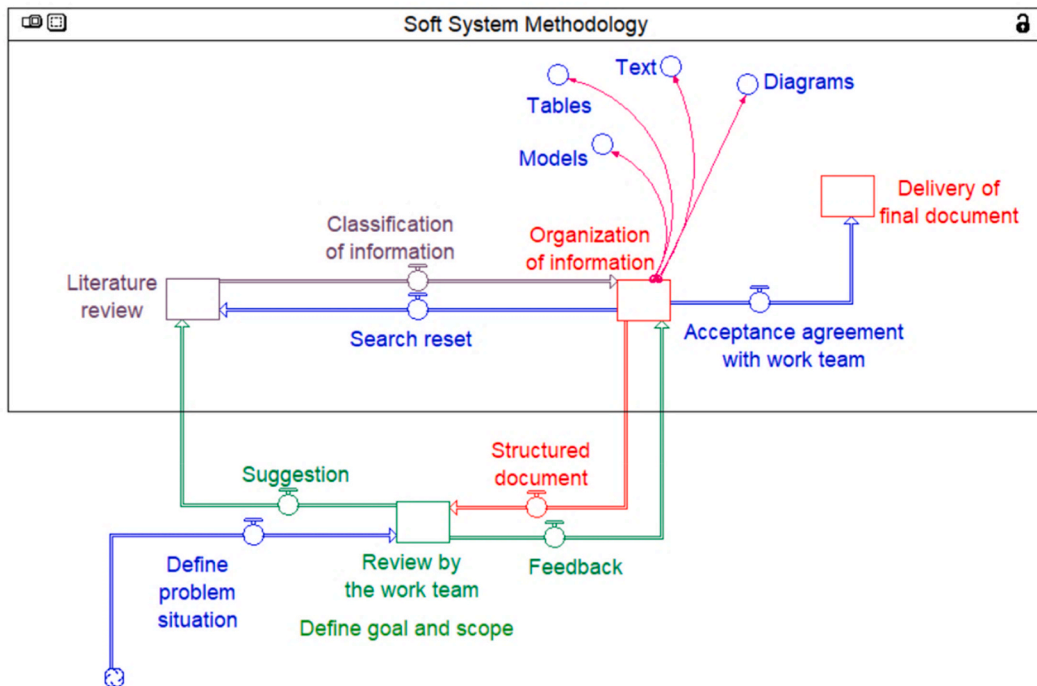 Soft System Methodology
Text
Diagrams
Tables
Models
Delivery of
final document
Classification
of information
Organization
of information
Literature
review
Search reset
Acceptance agreement
with work team
Structured
document
Suggestion
Define
problem
situation
Review by
the work team
Feedback
Define goal and scope